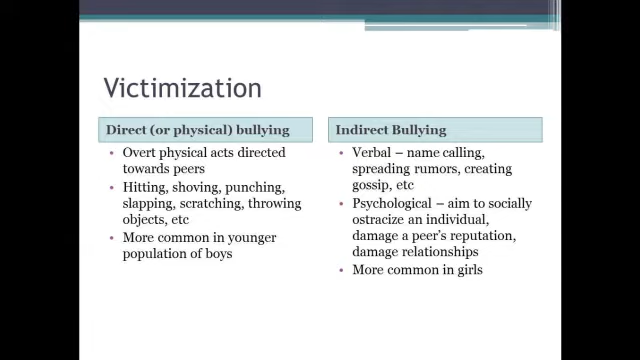 Victimization
Direct (or physical) bullying
• Overt physical acts directed
towards peers
• Hitting, shoving, punching,
slapping, scratching, throwing
objects, etc
• More common in younger
population of boys
Indirect Bullying
• Verbal – name calling,
spreading rumors, creating
gossip, etc
• Psychological – aim to socially
ostracize an individual,
damage a peer's reputation,
damage relationships
• More common in girls